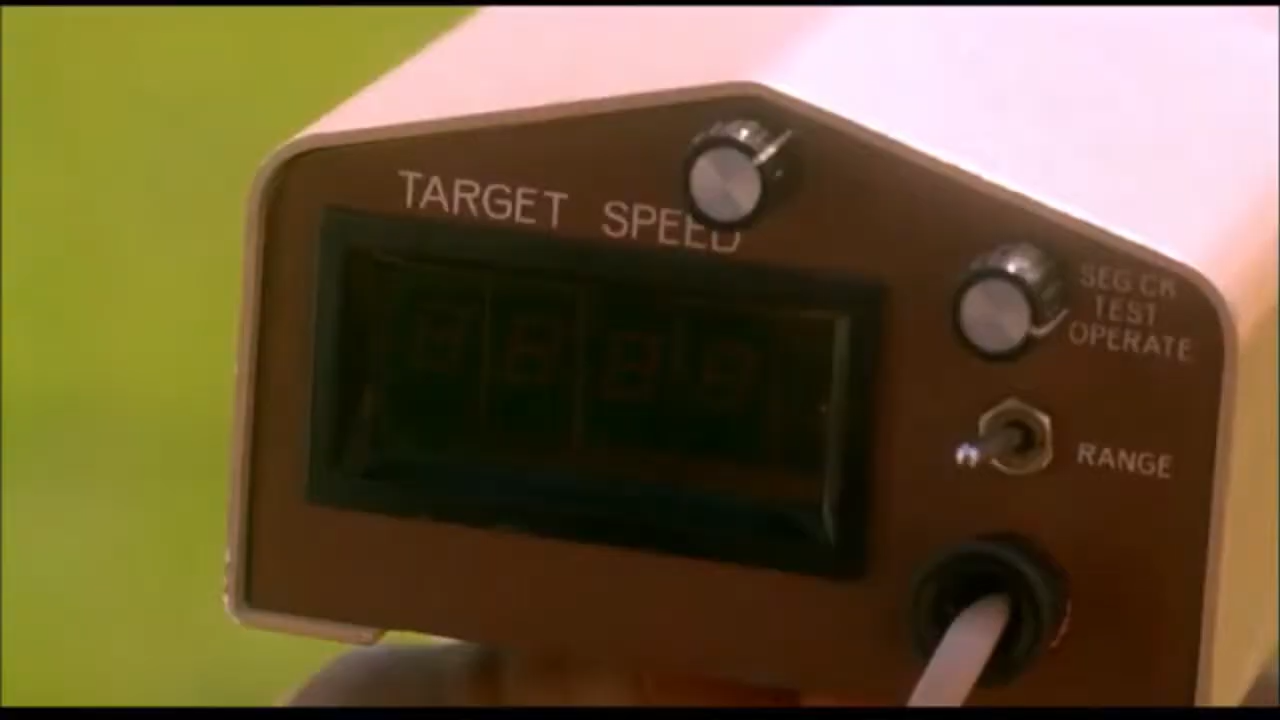 TARGET SPEED
SEG CK
TEST
OPERATE
RANGE